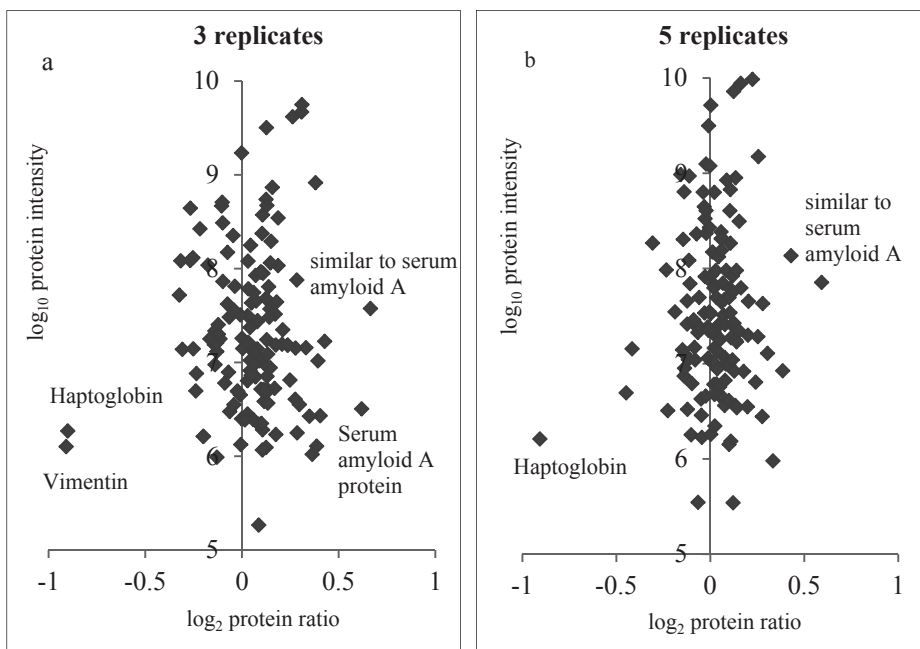 3 replicates
a
10
9
8
7
6
5
log10 protein intensity
similar to serum
amyloid A
Haptoglobin
Vimentin
Serum
amyloid A
protein
-1
-0.5
0
0.5
1
log2 protein ratio
5 replicates
b
10
9
8
7
6
5
log10 protein intensity
similar to
serum
amyloid A
Haptoglobin
-1
-0.5
0
0.5
1
log2 protein ratio